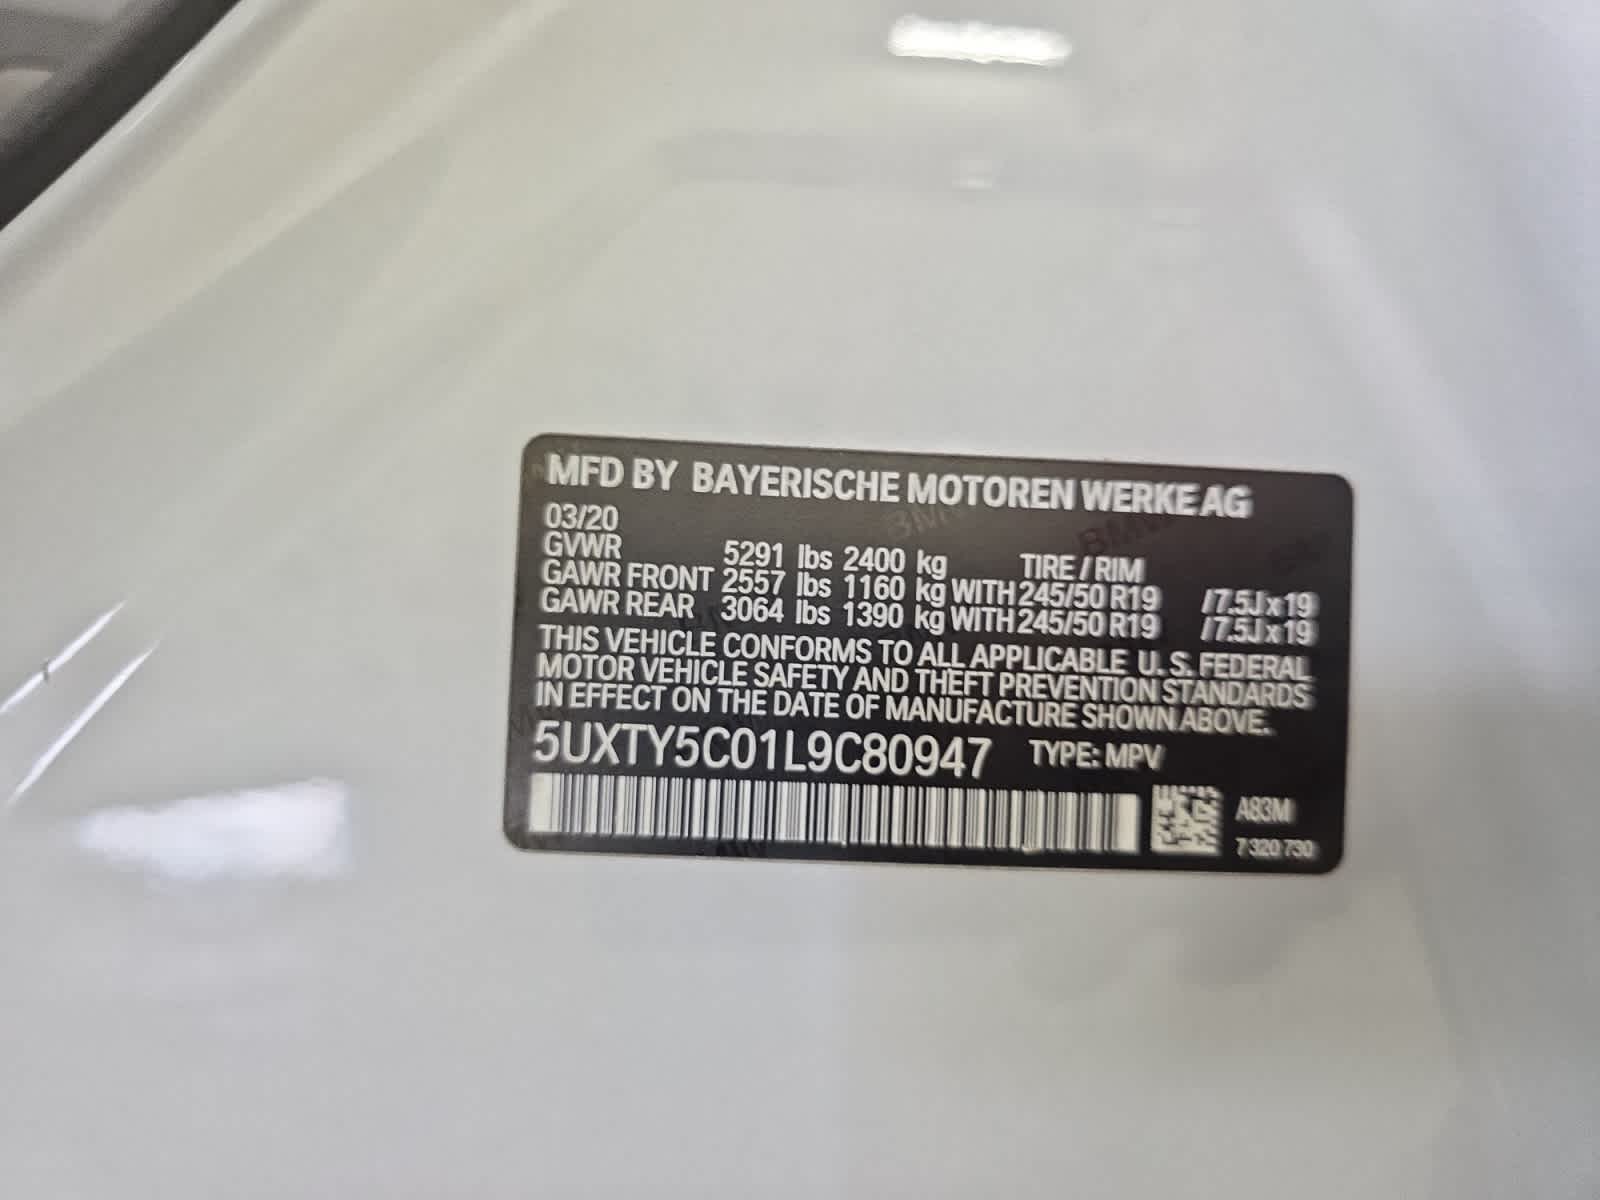 MFD BY BAYERISCHE MOTOREN WERKE AG
03/20
GVWR 5291 lbs 2400 kg TIRE / RIM
GAWR FRONT 2557 lbs 1160 kg WITH 245/50 R19 /7.5J x 19
GAWR REAR 3064 lbs 1390 kg WITH 245/50 R19 /7.5J x 19
THIS VEHICLE CONFORMS TO ALL APPLICABLE U. S. FEDERAL
MOTOR VEHICLE SAFETY AND THEFT PREVENTION STANDARDS
IN EFFECT ON THE DATE OF MANUFACTURE SHOWN ABOVE.
5UXTY5C01L9C80947 TYPE: MPV
A83M
7 320 730